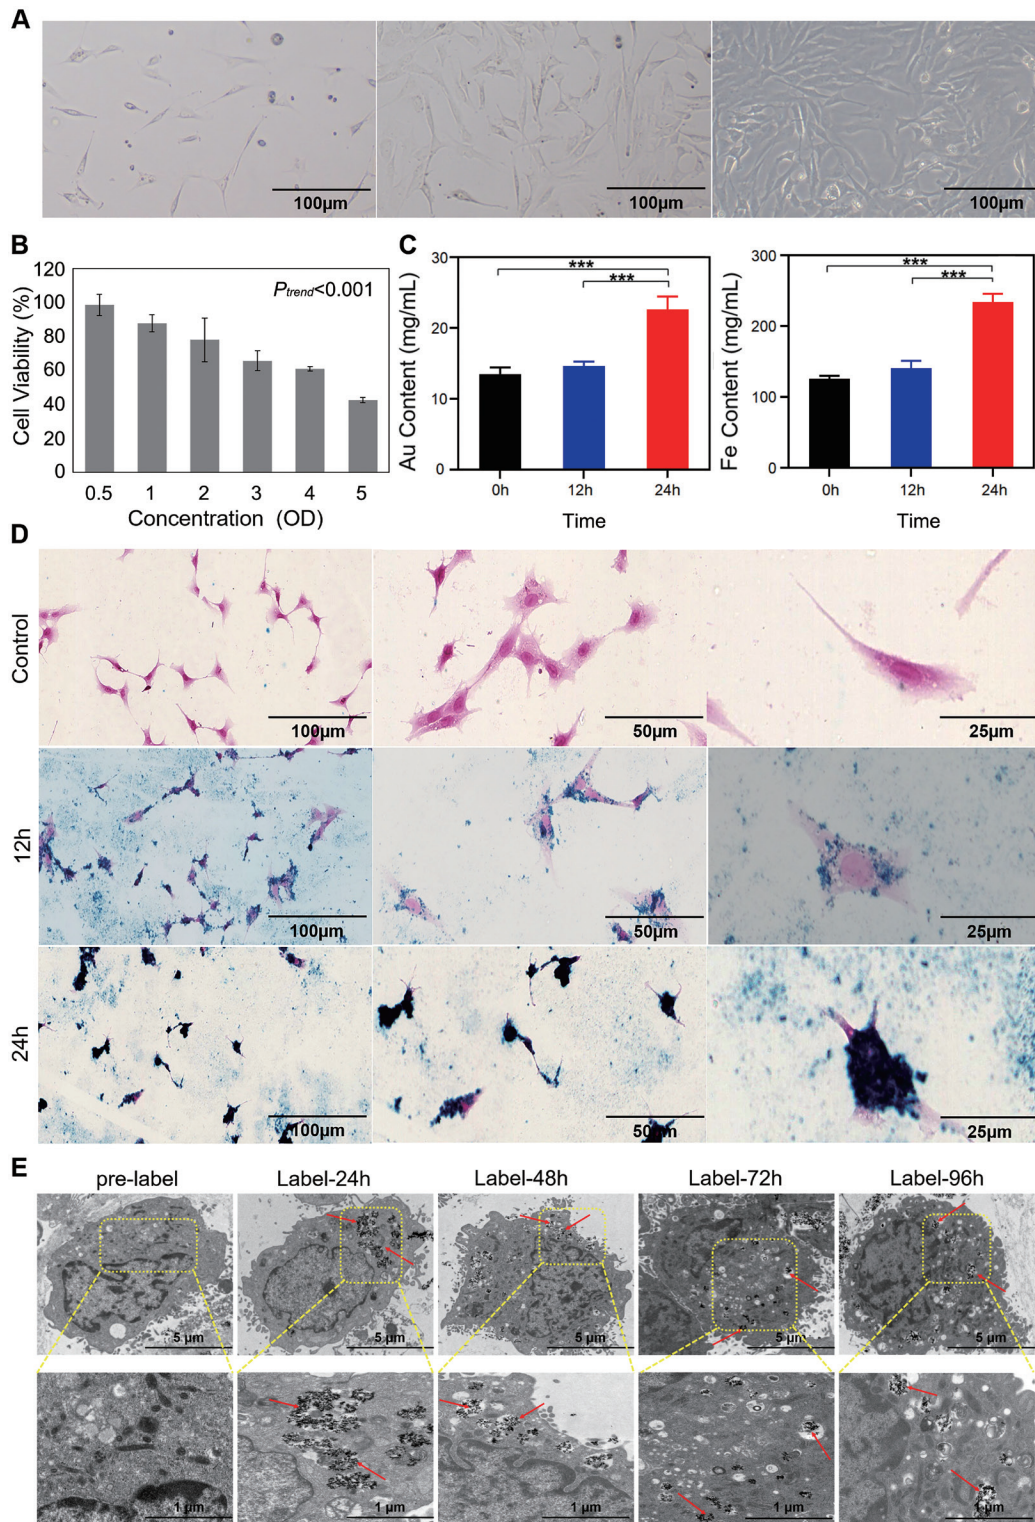 A
100μm 100μm 100μm
B
120
100
80
60
40
20
0
Cell Viability (%)
Ptrend<0.001
0.5 1 2 3 4 5
Concentration (OD)
C
30
20
10
0
Au Content (mg/mL)
***
***
0h 12h 24h
Time
300
200
100
0
Fe Content (mg/mL)
***
***
0h 12h 24h
Time
D
Control
100μm 50μm 25μm
12h
100μm 50μm 25μm
24h
100μm 50μm 25μm
E
pre-label Label-24h Label-48h Label-72h Label-96h
5 μm 5 μm 5 μm 5 μm 5 μm
1 μm 1 μm 1 μm 1 μm 1 μm